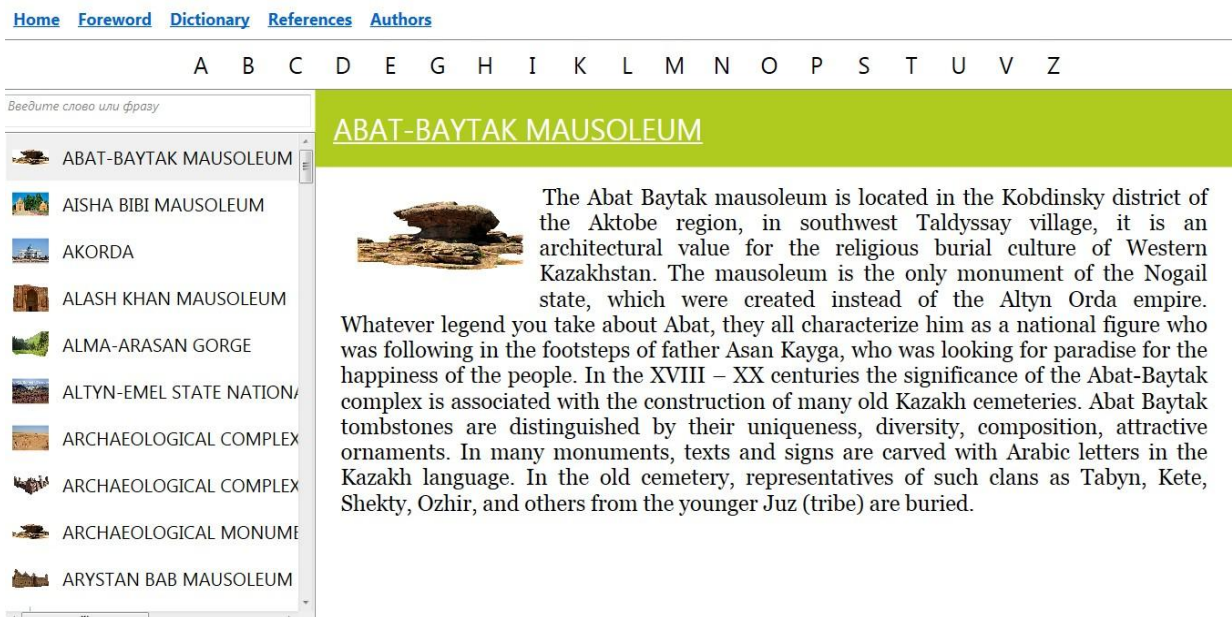 Home Foreword Dictionary References Authors
A B C D E G H I K L M N O P S T U V Z
Введите слово или фразу
ABAT-BAYTAK MAUSOLEUM
AISHA BIBI MAUSOLEUM
AKORDA
ALASH KHAN MAUSOLEUM
ALMA-ARASAN GORGE
ALTYN-EMEL STATE NATIONA
ARCHAEOLOGICAL COMPLEX
ARCHAEOLOGICAL COMPLEX
ARCHAEOLOGICAL MONUME
ARYSTAN BAB MAUSOLEUM
ABAT-BAYTAK MAUSOLEUM
The Abat Baytak mausoleum is located in the Kobdinsky district of
the Aktobe region, in southwest Taldyssay village, it is an
architectural value for the religious burial culture of Western
Kazakhstan. The mausoleum is the only monument of the Nogail
state, which were created instead of the Altyn Orda empire.
Whatever legend you take about Abat, they all characterize him as a national figure who
was following in the footsteps of father Asan Kayga, who was looking for paradise for the
happiness of the people. In the XVIII – XX centuries the significance of the Abat-Baytak
complex is associated with the construction of many old Kazakh cemeteries. Abat Baytak
tombstones are distinguished by their uniqueness, diversity, composition, attractive
ornaments. In many monuments, texts and signs are carved with Arabic letters in the
Kazakh language. In the old cemetery, representatives of such clans as Tabyn, Kete,
Shekty, Ozhir, and others from the younger Juz (tribe) are buried.